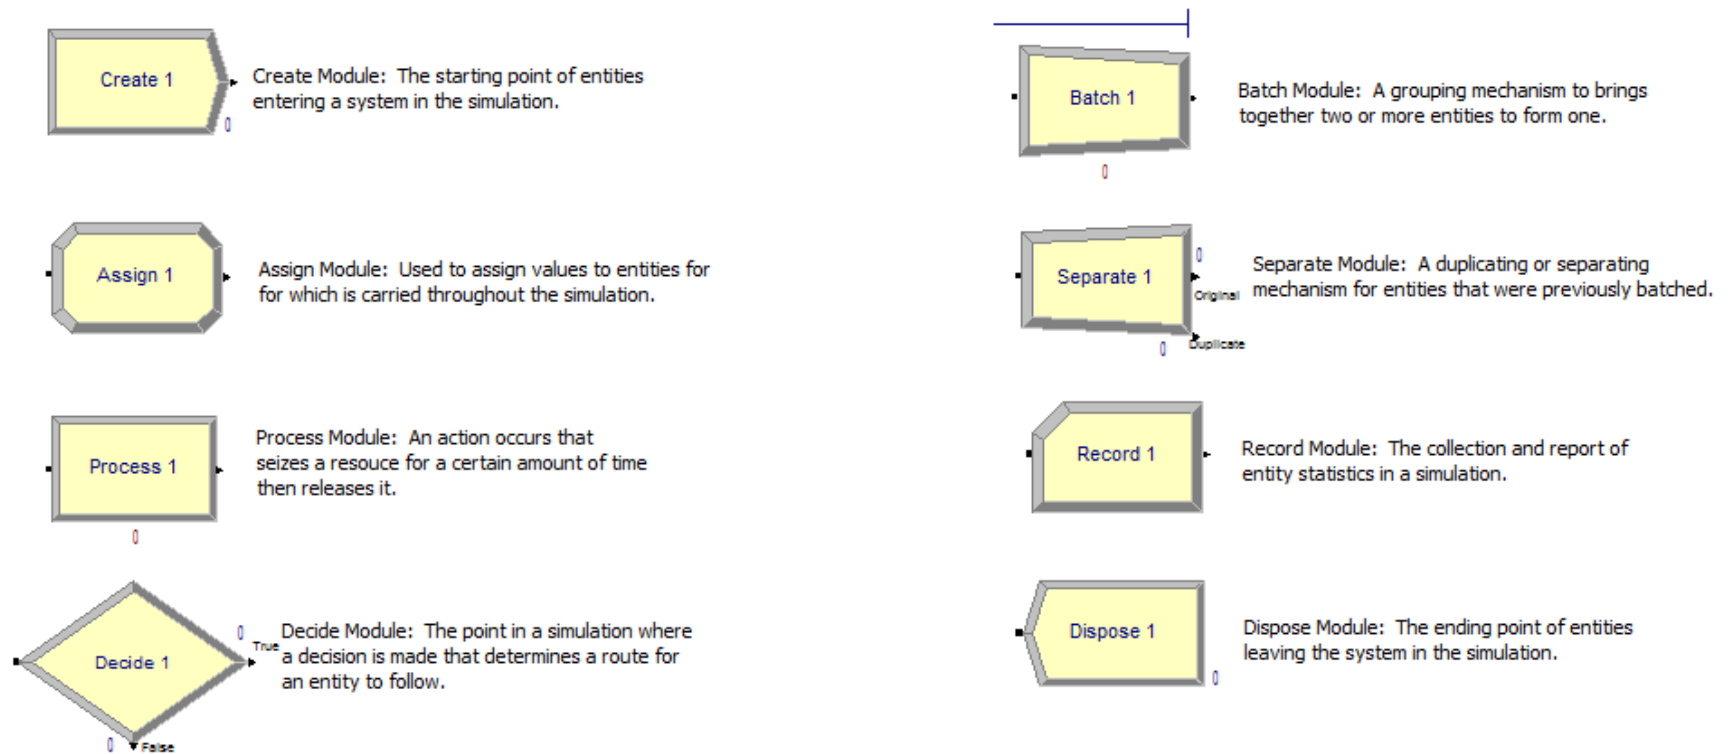 Create 1
0
Create Module:  The starting point of entities
entering a system in the simulation.
Assign 1
Assign Module:  Used to assign values to entities for
for which is carried throughout the simulation.
Process 1
0
Process Module:  An action occurs that
seizes a resouce for a certain amount of time
then releases it.
Decide 1
0
True
0
False
Decide Module:  The point in a simulation where
a decision is made that determines a route for
an entity to follow.
Batch 1
0
Batch Module:  A grouping mechanism to brings
together two or more entities to form one.
Separate 1
0
Original
0
Duplicate
Separate Module:  A duplicating or separating
mechanism for entities that were previously batched.
Record 1
Record Module:  The collection and report of
entity statistics in a simulation.
Dispose 1
0
Dispose Module:  The ending point of entities
leaving the system in the simulation.